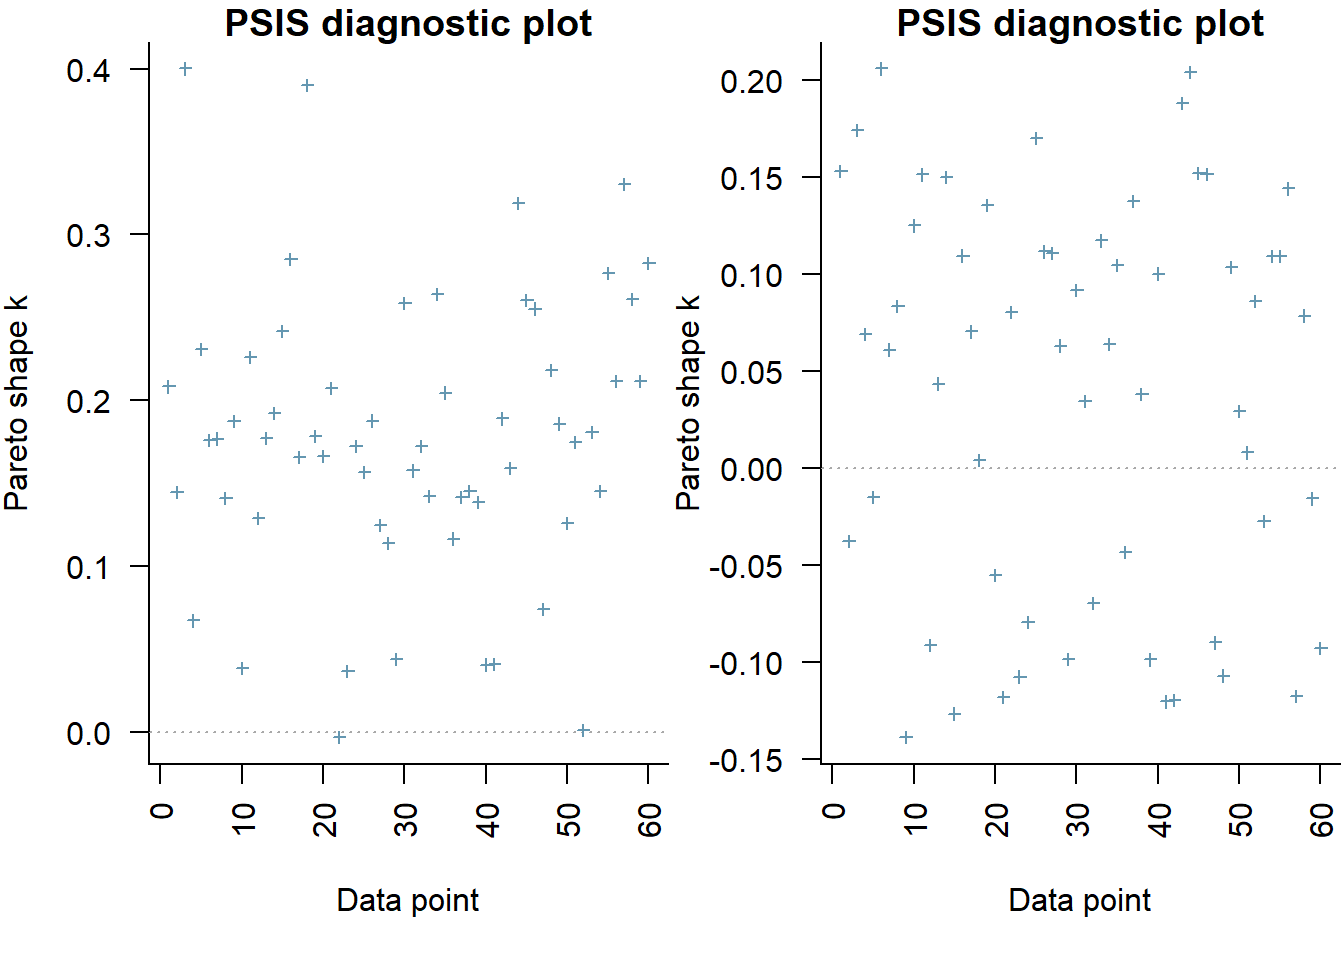 PSIS diagnostic plot
Pareto shape k
0.4
0.3
0.2
0.1
0.0
0 10 20 30 40 50 60
Data point
PSIS diagnostic plot
Pareto shape k
0.20
0.15
0.10
0.05
0.00
-0.05
-0.10
-0.15
0 10 20 30 40 50 60
Data point